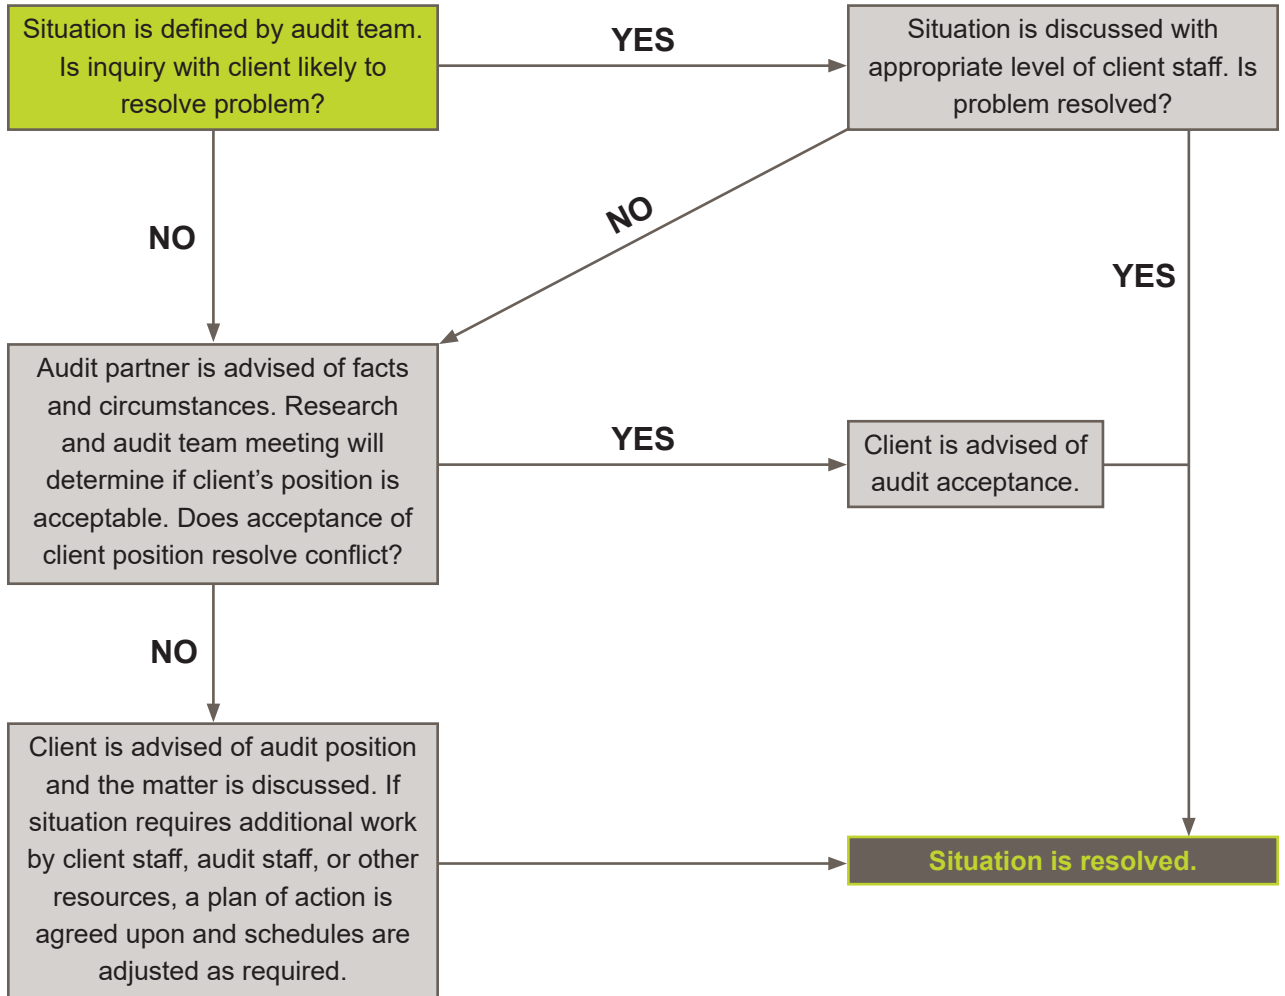 Situation is defined by audit team.
Is inquiry with client likely to
resolve problem?
YES
Situation is discussed with
appropriate level of client staff. Is
problem resolved?
NO
NO
YES
Audit partner is advised of facts
and circumstances. Research
and audit team meeting will
determine if client’s position is
acceptable. Does acceptance of
client position resolve conflict?
YES
Client is advised of
audit acceptance.
NO
Client is advised of audit position
and the matter is discussed. If
situation requires additional work
by client staff, audit staff, or other
resources, a plan of action is
agreed upon and schedules are
adjusted as required.
Situation is resolved.